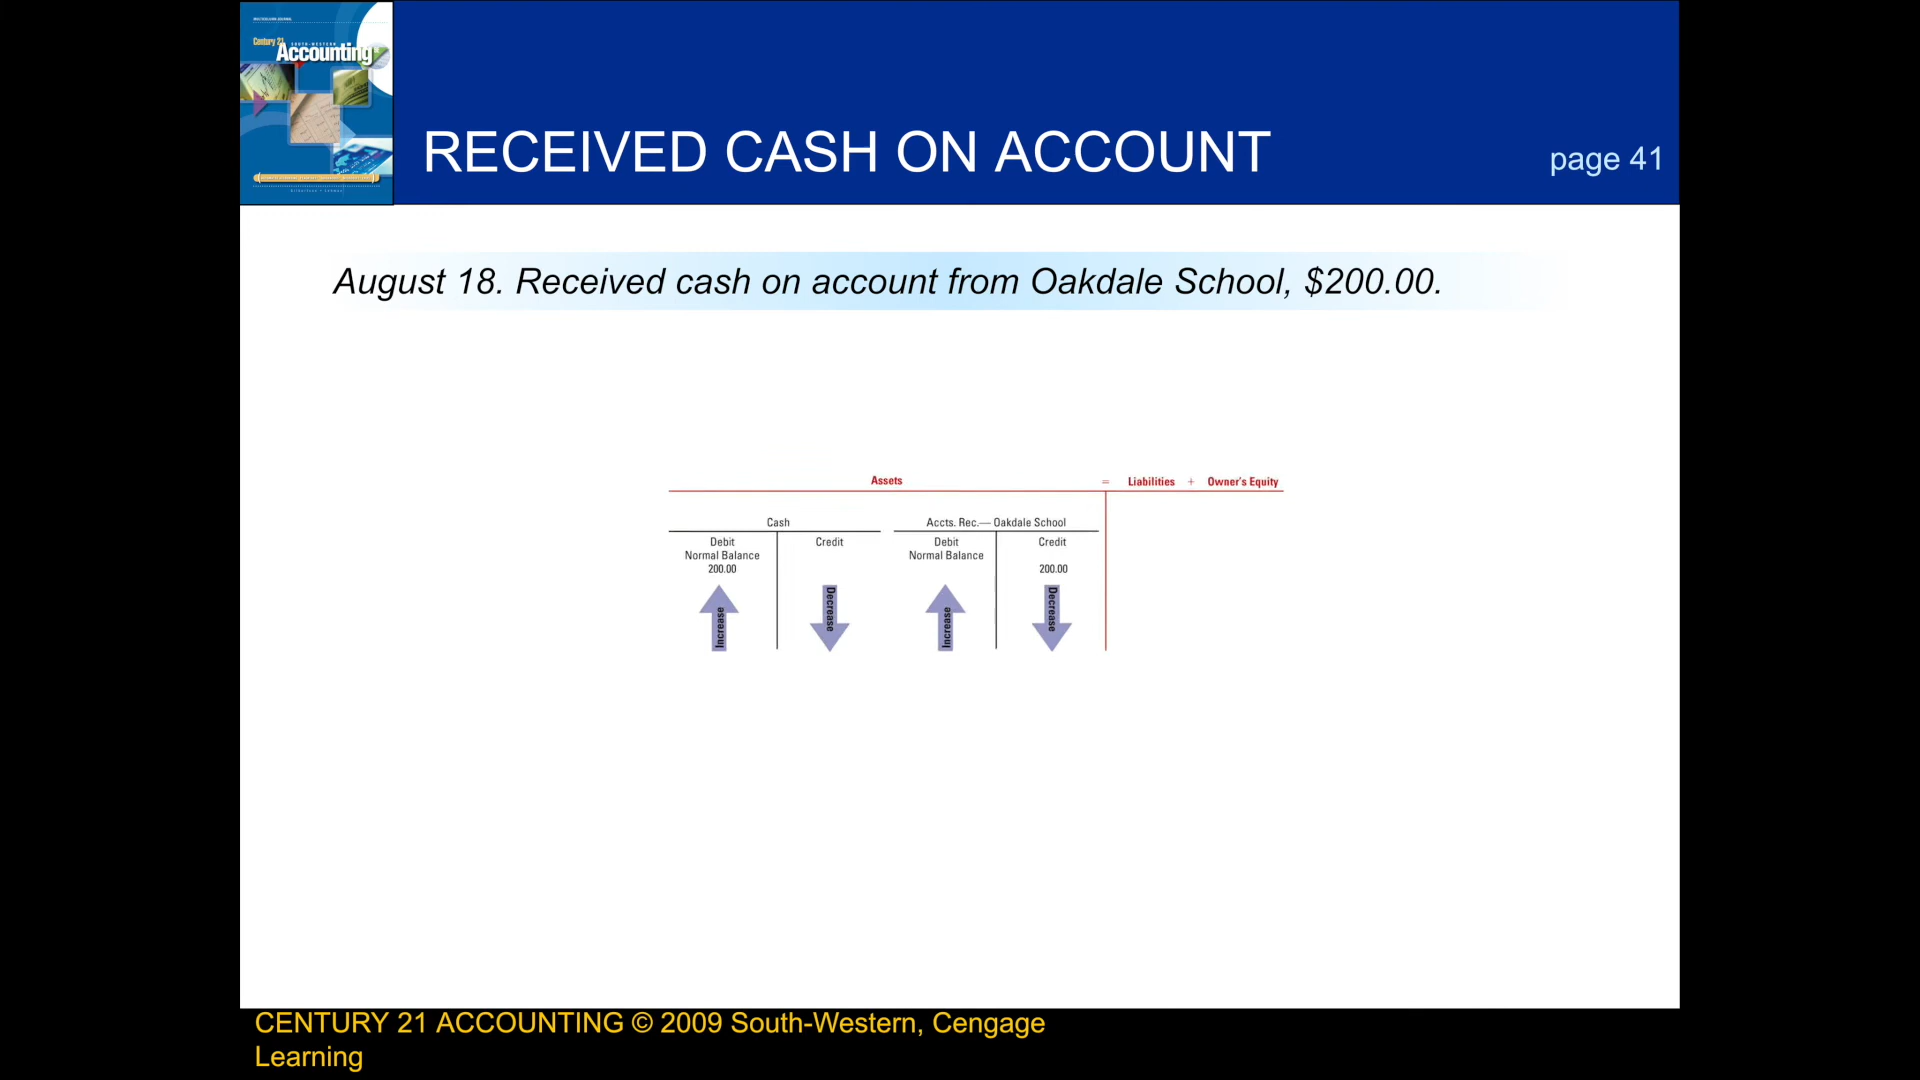 Century 21
SOUTH-WESTERN
Accounting
RECEIVED CASH ON ACCOUNT
page 41
August 18. Received cash on account from Oakdale School, $200.00.
Assets = Liabilities + Owner's Equity
Cash Accts. Rec.— Oakdale School
Debit Credit Debit Credit
Normal Balance Normal Balance
200.00 200.00
Increase Decrease Increase Decrease
CENTURY 21 ACCOUNTING © 2009 South-Western, Cengage
Learning